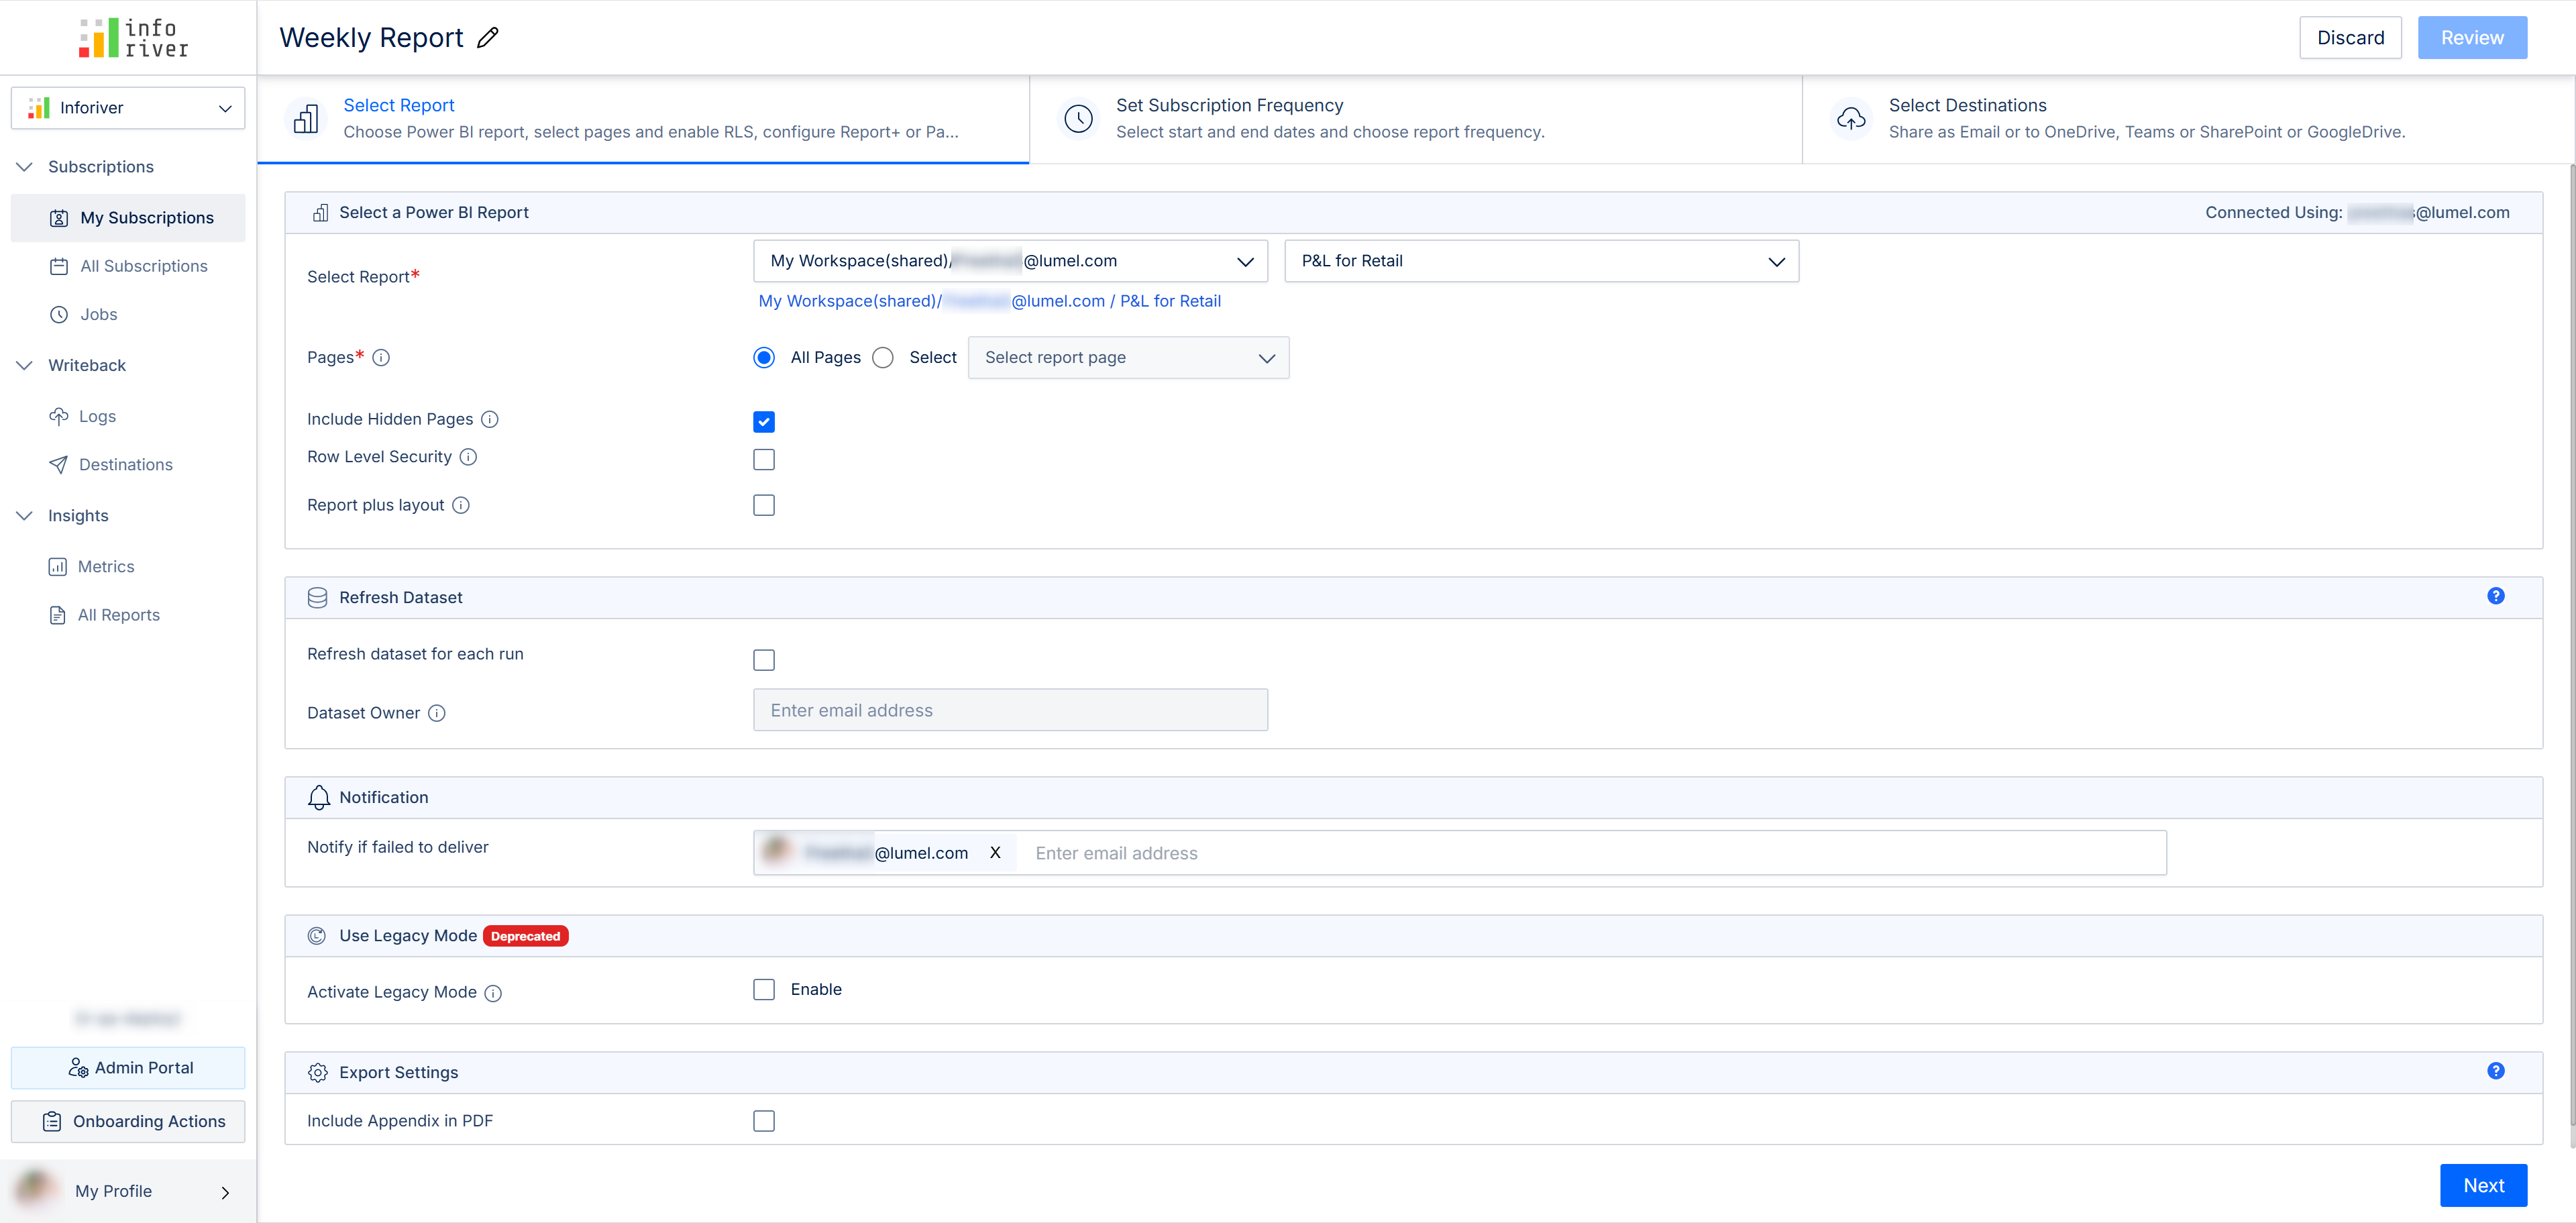 info
river
Weekly Report
Discard
Review
Inforiver
Select Report
Choose Power BI report, select pages and enable RLS, configure Report+ or Pa...
Set Subscription Frequency
Select start and end dates and choose report frequency.
Select Destinations
Share as Email or to OneDrive, Teams or SharePoint or GoogleDrive.
Subscriptions
My Subscriptions
All Subscriptions
Jobs
Writeback
Logs
Destinations
Insights
Metrics
All Reports
Admin Portal
Onboarding Actions
My Profile
Select a Power BI Report
Connected Using: @lumel.com
Select Report*
My Workspace(shared)/ @lumel.com
P&L for Retail
My Workspace(shared)/ @lumel.com / P&L for Retail
Pages*
All Pages
Select
Select report page
Include Hidden Pages
Row Level Security
Report plus layout
Refresh Dataset
?
Refresh dataset for each run
Dataset Owner
Enter email address
Notification
Notify if failed to deliver
@lumel.com X
Enter email address
Use Legacy Mode Deprecated
Activate Legacy Mode
Enable
Export Settings
?
Include Appendix in PDF
Next